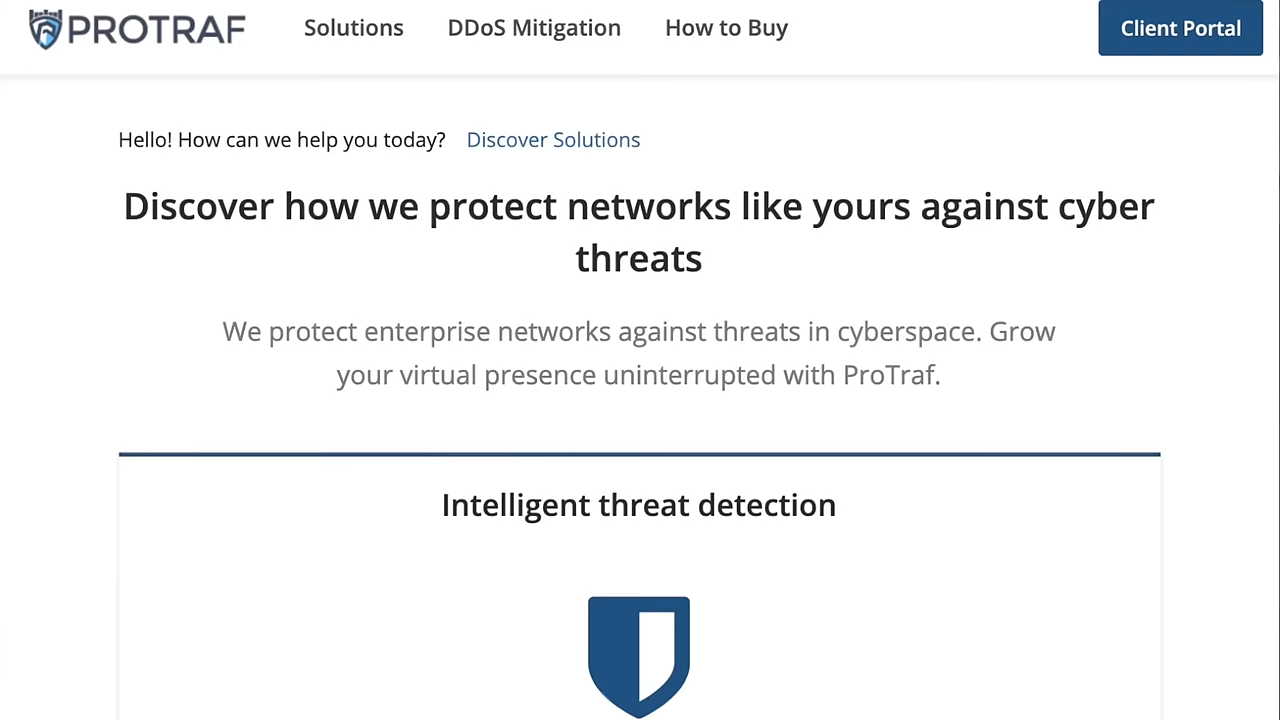 PROTRAF
Solutions
DDoS Mitigation
How to Buy
Client Portal
Hello! How can we help you today? Discover Solutions
Discover how we protect networks like yours against cyber
threats
We protect enterprise networks against threats in cyberspace. Grow
your virtual presence uninterrupted with ProTraf.
Intelligent threat detection